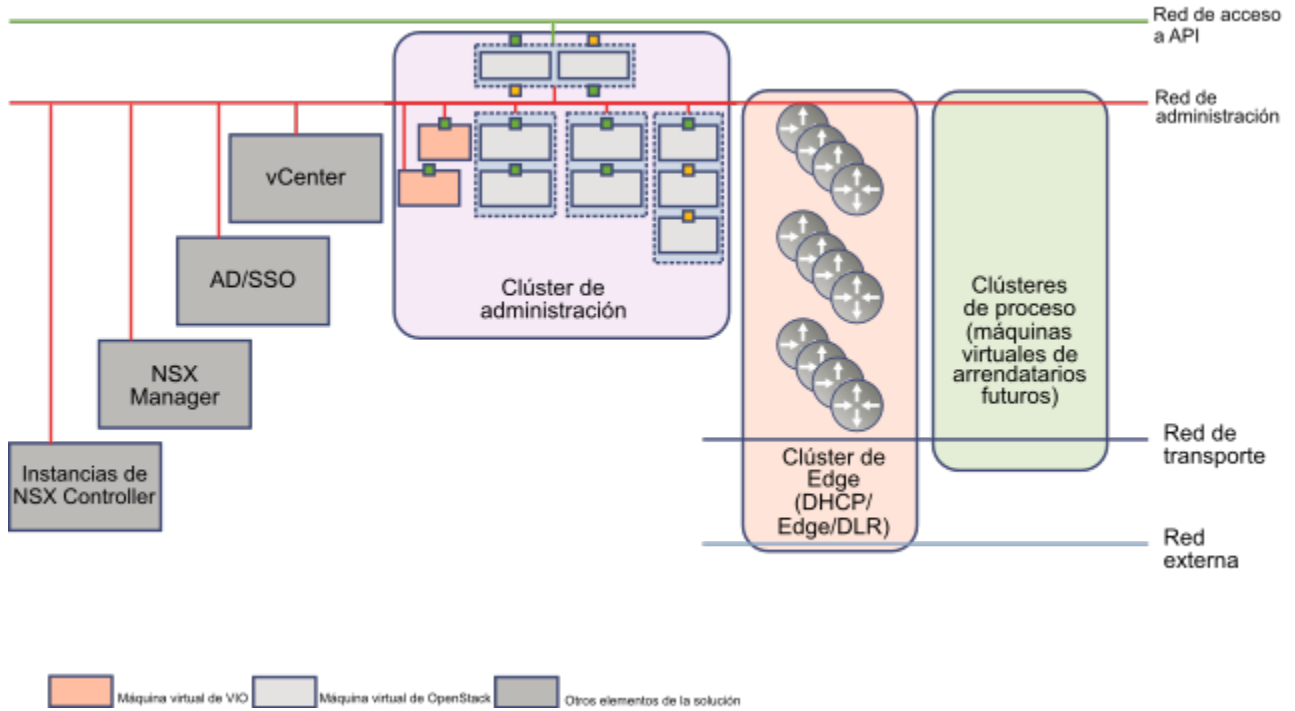 Red de acceso
a API
Red de
administración
vCenter
AD/SSO
NSX
Manager
Instancias de
NSX Controller
Clúster de
administración
Clúster de
Edge
(DHCP/
Edge/DLR)
Clústeres
de proceso
(máquinas
virtuales de
arrendatarios
futuros)
Red de
transporte
Red
externa
Máquina virtual de VIO
Máquina virtual de OpenStack
Otros elementos de la solución